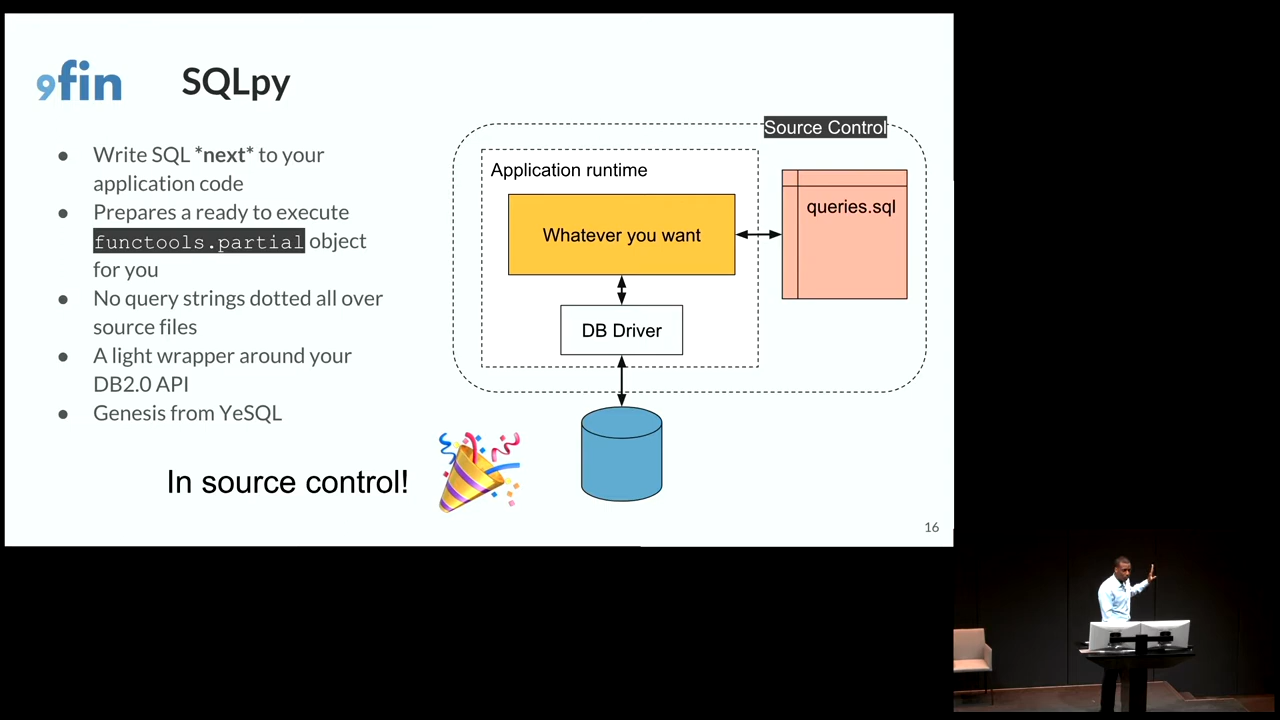 9fin
SQLpy
● Write SQL *next* to your
application code
● Prepares a ready to execute
functools.partial object
for you
● No query strings dotted all over
source files
● A light wrapper around your
DB2.0 API
● Genesis from YeSQL
In source control!
Source Control
Application runtime
Whatever you want
queries.sql
DB Driver
16